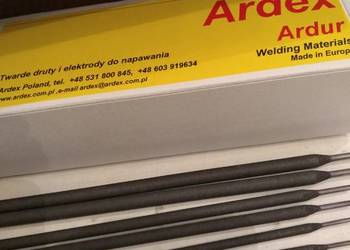 Ardex
Ardur
Welding Materials
Made in Europ
Twarde druty i elektrody do napawania
Ardex Poland, tel. +48 531 800 845, +48 603 919634
www.ardex.com.pl ,e-mail ardex@ardex.com.pl